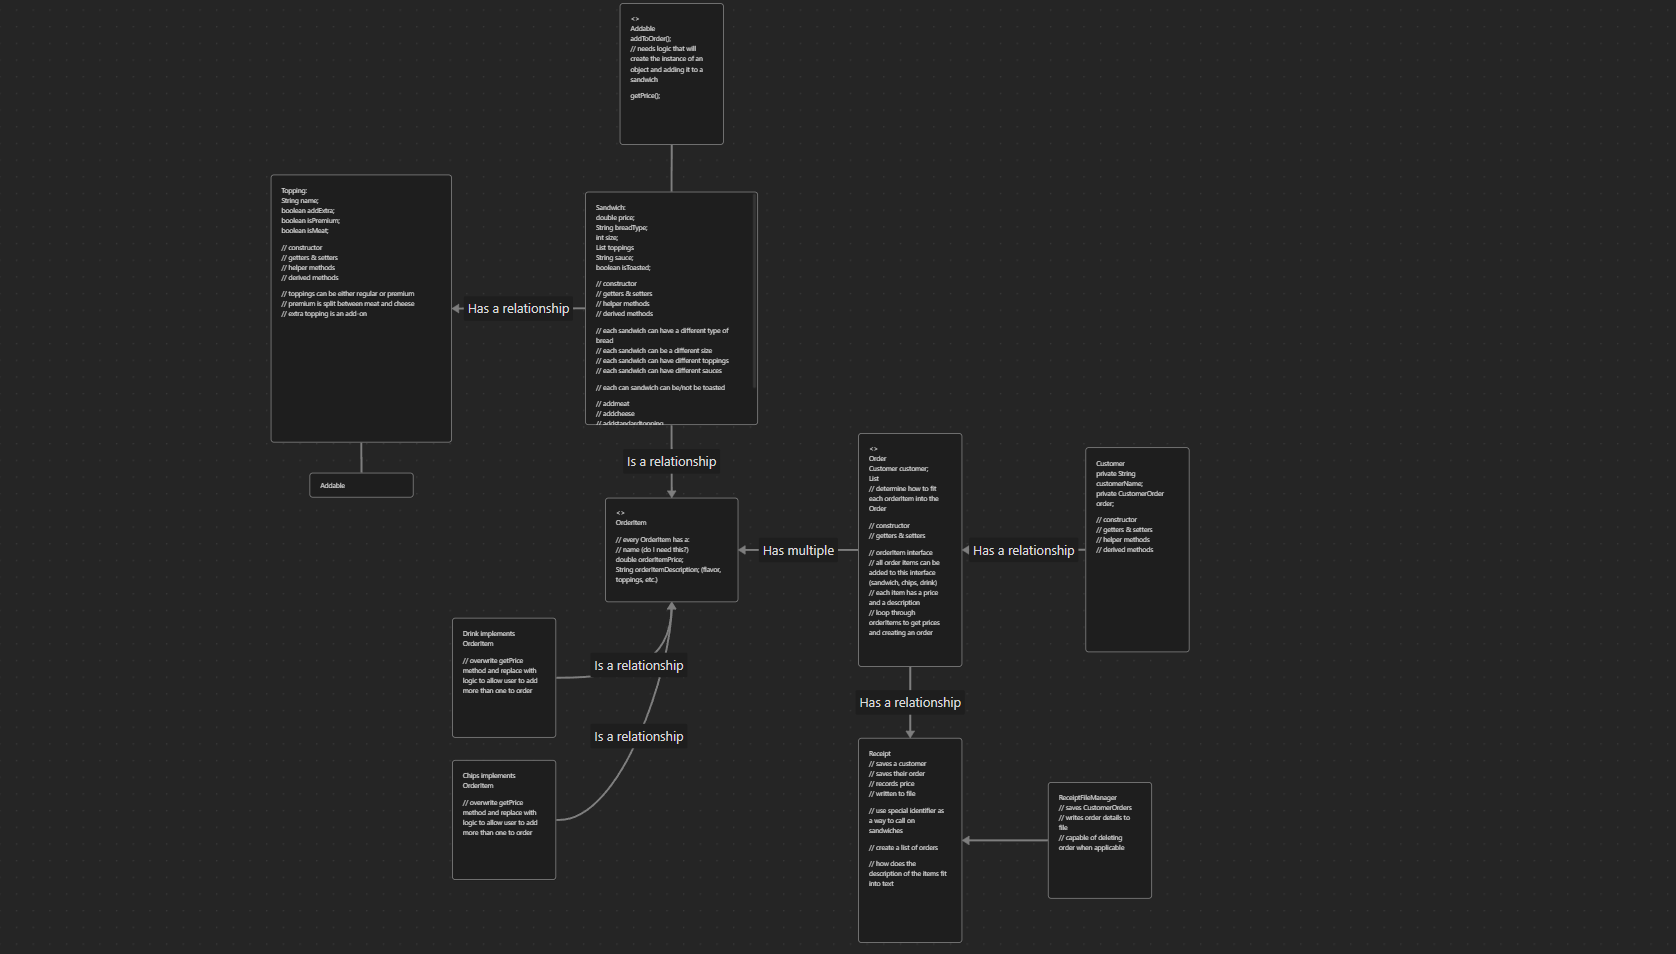 <>
Addable
addToOrder();
// needs logic that will
create the instance of an
object and adding it to a
sandwich
getPrice();
Topping:
String name;
boolean addExtra;
boolean isPremium;
boolean isMeat;
// constructor
// getters & setters
// helper methods
// derived methods
// toppings can be either regular or premium
// premium is split between meat and cheese
// extra topping is an add-on
Has a relationship
Sandwich:
double price;
String breadType;
int size;
List toppings
String sauce;
boolean isToasted;
// constructor
// getters & setters
// helper methods
// derived methods
// each sandwich can have a different type of
bread
// each sandwich can be a different size
// each sandwich can have different toppings
// each sandwich can have different sauces
// each can sandwich can be/not be toasted
// addmeat
// addcheese
// addstandardtopping
Addable
Is a relationship
<>
OrderItem
// every OrderItem has a:
// name (do I need this?)
double orderItemPrice;
String orderItemDescription; (flavor,
toppings, etc.)
Has multiple
<>
Order
Customer customer;
List
// determine how to fit
each orderItem into the
Order
// constructor
// getters & setters
// orderItem interface
// all order items can be
added to this interface
(sandwich, chips, drink)
// each item has a price
and a description
// loop through
orderItems to get prices
and creating an order
Has a relationship
Customer
private String
customerName;
private CustomerOrder
order;
// constructor
// getters & setters
// helper methods
// derived methods
Drink implements
OrderItem
// overwrite getPrice
method and replace with
logic to allow user to add
more than one to order
Is a relationship
Chips implements
OrderItem
// overwrite getPrice
method and replace with
logic to allow user to add
more than one to order
Is a relationship
Has a relationship
Receipt
// saves a customer
// saves their order
// records price
// written to file
// use special identifier as
a way to call on
sandwiches
// create a list of orders
// how does the
description of the items fit
into text
ReceiptFileManager
// saves CustomerOrders
// writes order details to
file
// capable of deleting
order when applicable